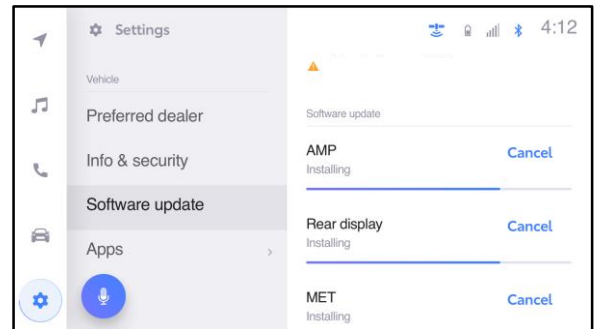 Settings
4:12
Vehicle
Preferred dealer
Info & security
Software update
Apps
Software update
AMP
Cancel
Installing
Rear display
Cancel
Installing
MET
Cancel
Installing